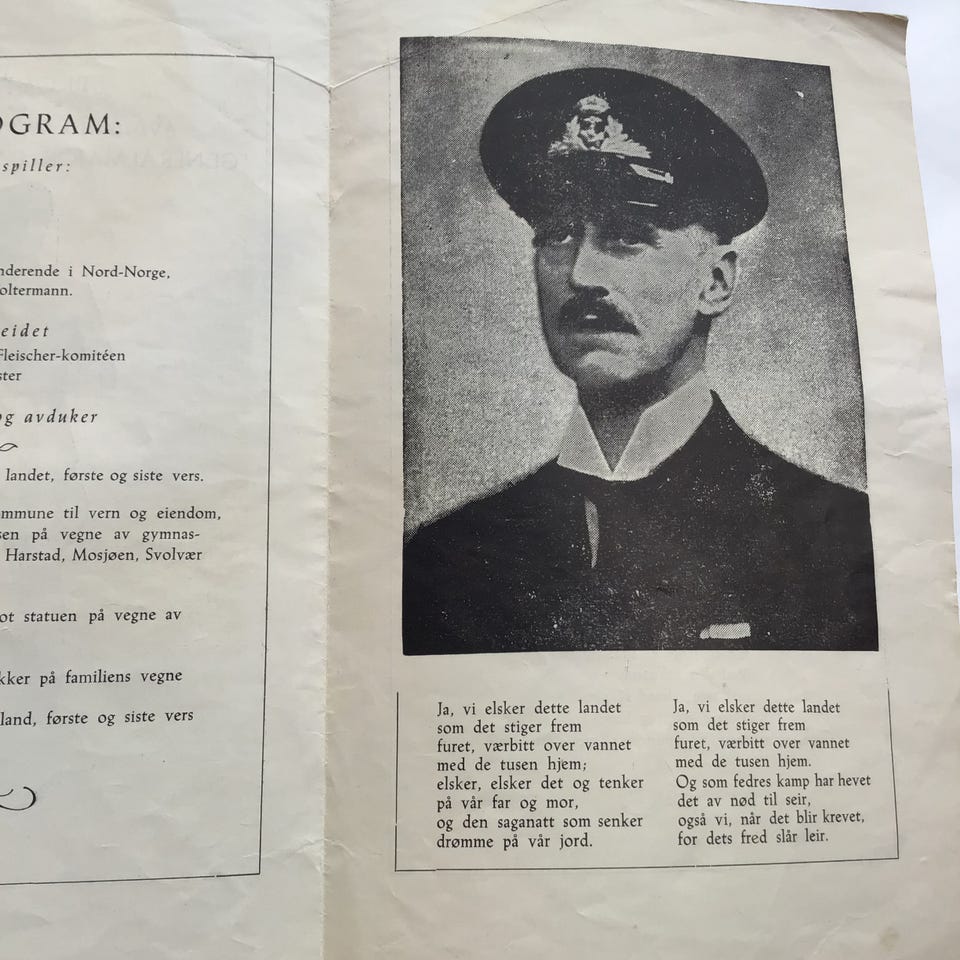 OGRAM:
spiller:
nderende i Nord-Norge,
oltermann.
eidet
Fleischer-komitéen
ster
og avduker
landet, første og siste vers.
ommune til vern og eiendom,
sen på vegne av gymnas-
Harstad, Mosjøen, Svolvær
ot statuen på vegne av
kker på familiens vegne
land, første og siste vers
Ja, vi elsker dette landet
som det stiger frem
furet, værbitt over vannet
med de tusen hjem;
elsker, elsker det og tenker
på vår far og mor,
og den saganatt som senker
drømme på vår jord.
Ja, vi elsker dette landet
som det stiger frem
furet, værbitt over vannet
med de tusen hjem.
Og som fedres kamp har hevet
det av nød til seir,
også vi, når det blir krevet,
for dets fred slår leir.